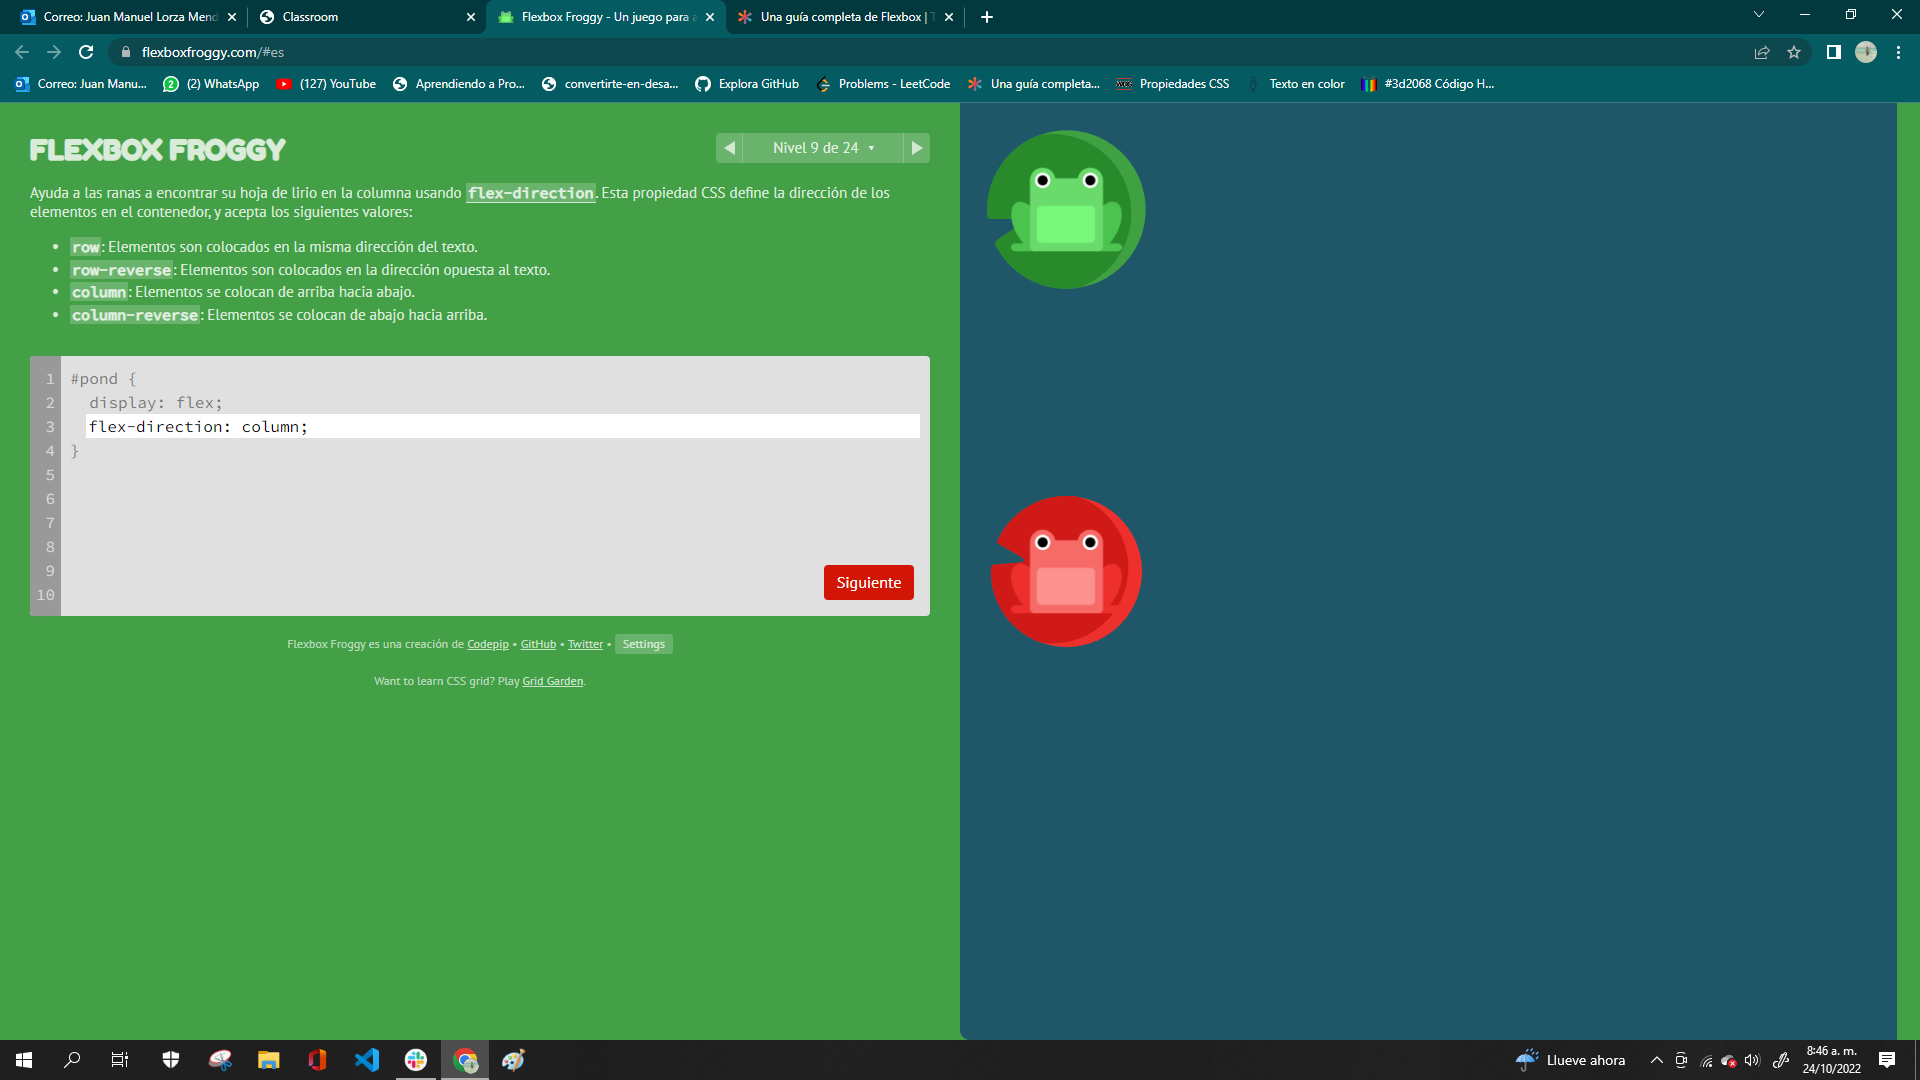 Correo: Juan Manuel Lorza Mend
Classroom
Flexbox Froggy - Un juego para a
Una guía completa de Flexbox | T
flexboxfroggy.com/#es
Correo: Juan Manu...
(2) WhatsApp
(127) YouTube
Aprendiendo a Pro...
convertirte-en-desa...
Explora GitHub
Problems - LeetCode
Una guía completa...
Propiedades CSS
Texto en color
#3d2068 Código H...
FLEXBOX FROGGY
Nivel 9 de 24
Ayuda a las ranas a encontrar su hoja de lirio en la columna usando flex-direction. Esta propiedad CSS define la dirección de los
elementos en el contenedor, y acepta los siguientes valores:
• row: Elementos son colocados en la misma dirección del texto.
• row-reverse: Elementos son colocados en la dirección opuesta al texto.
• column: Elementos se colocan de arriba hacia abajo.
• column-reverse: Elementos se colocan de abajo hacia arriba.
1 #pond {
2 display: flex;
3 flex-direction: column;
4 }
5
6
7
8
9
10
Siguiente
Flexbox Froggy es una creación de Codepip • GitHub • Twitter • Settings
Want to learn CSS grid? Play Grid Garden.
Llueve ahora
8:46 a. m.
24/10/2022